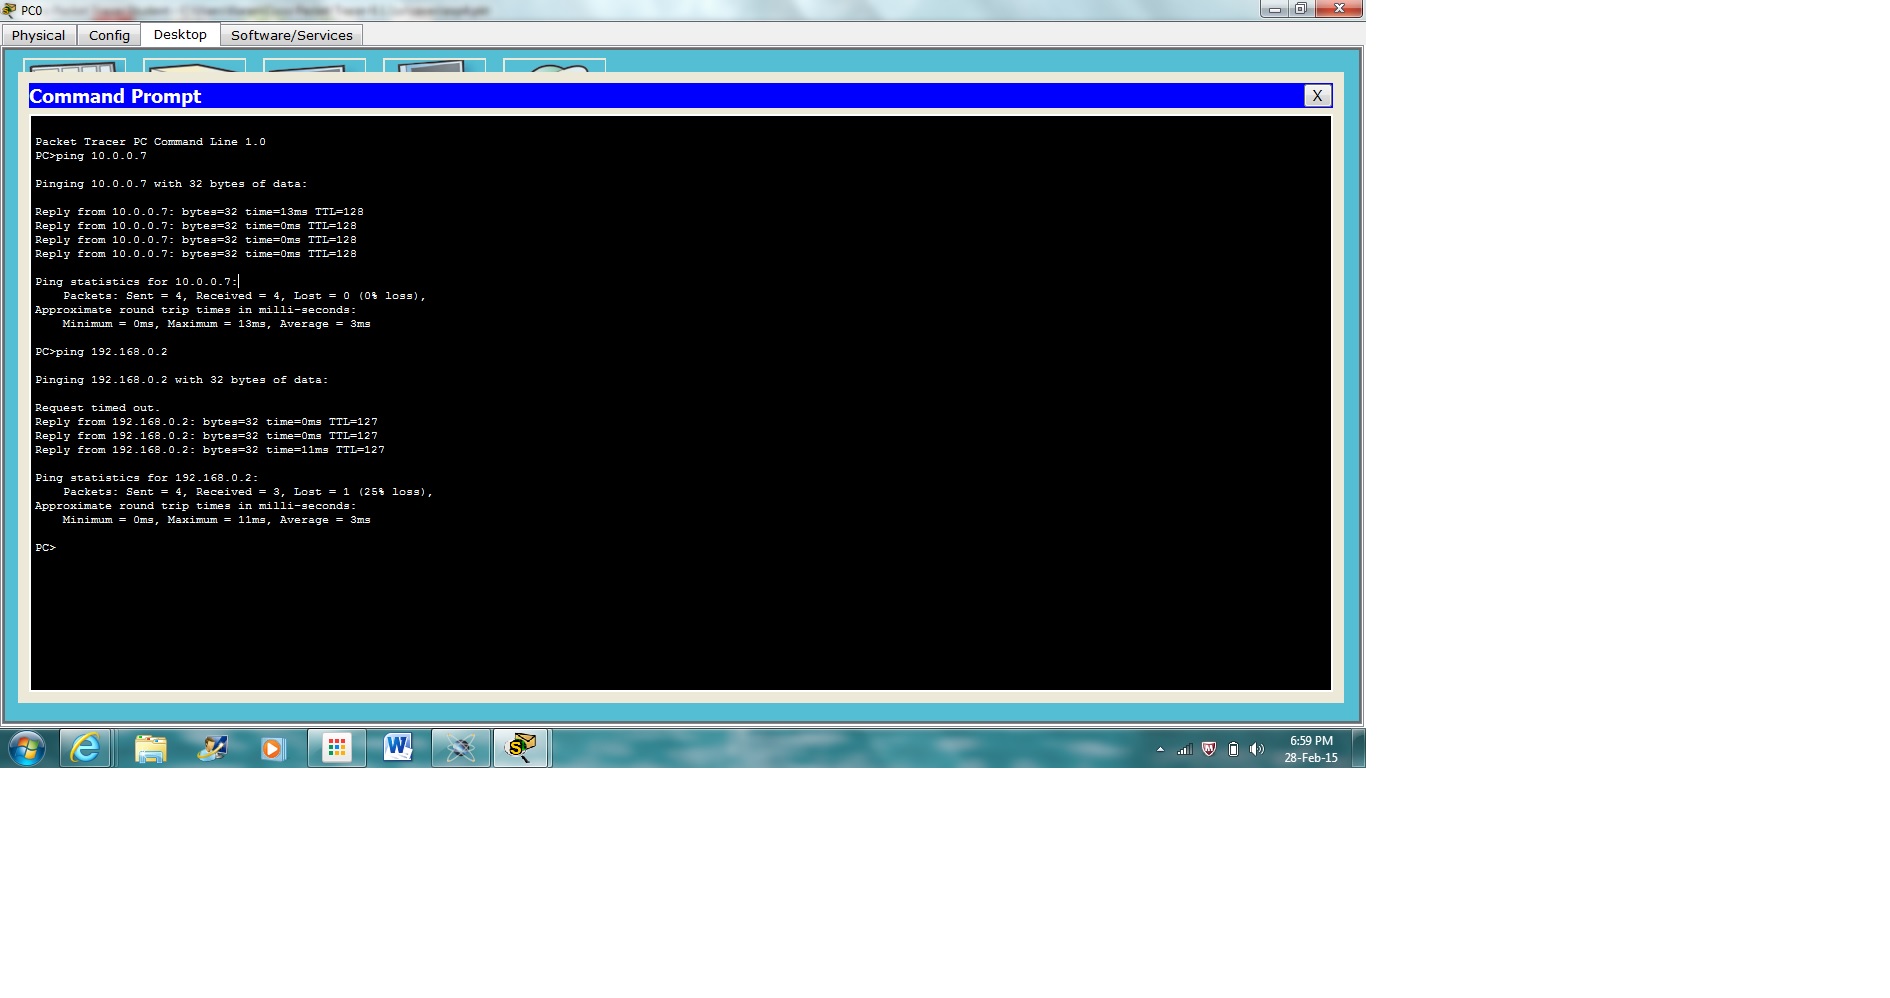 PC0
Physical
Config
Desktop
Software/Services
Command Prompt
X
Packet Tracer PC Command Line 1.0
PC>ping 10.0.0.7
Pinging 10.0.0.7 with 32 bytes of data:
Reply from 10.0.0.7: bytes=32 time=13ms TTL=128
Reply from 10.0.0.7: bytes=32 time=0ms TTL=128
Reply from 10.0.0.7: bytes=32 time=0ms TTL=128
Reply from 10.0.0.7: bytes=32 time=0ms TTL=128
Ping statistics for 10.0.0.7:
Packets: Sent = 4, Received = 4, Lost = 0 (0% loss),
Approximate round trip times in milli-seconds:
Minimum = 0ms, Maximum = 13ms, Average = 3ms
PC>ping 192.168.0.2
Pinging 192.168.0.2 with 32 bytes of data:
Request timed out.
Reply from 192.168.0.2: bytes=32 time=0ms TTL=127
Reply from 192.168.0.2: bytes=32 time=0ms TTL=127
Reply from 192.168.0.2: bytes=32 time=11ms TTL=127
Ping statistics for 192.168.0.2:
Packets: Sent = 4, Received = 3, Lost = 1 (25% loss),
Approximate round trip times in milli-seconds:
Minimum = 0ms, Maximum = 11ms, Average = 3ms
PC>
6:59 PM
28-Feb-15